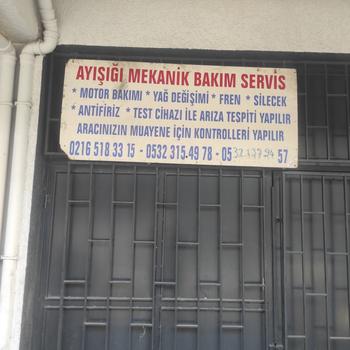 AYIŞIĞI MEKANİK BAKIM SERVİS
* MOTOR BAKIMI * YAĞ DEĞİŞİMİ * FREN * SİLECEK
* ANTİFİRİZ * TEST CİHAZI İLE ARIZA TESPİTİ YAPILIR
ARACINIZIN MUAYENE İÇİN KONTROLLERİ YAPILIR
0216 518 33 15 - 0532 315 49 78 - 05 57